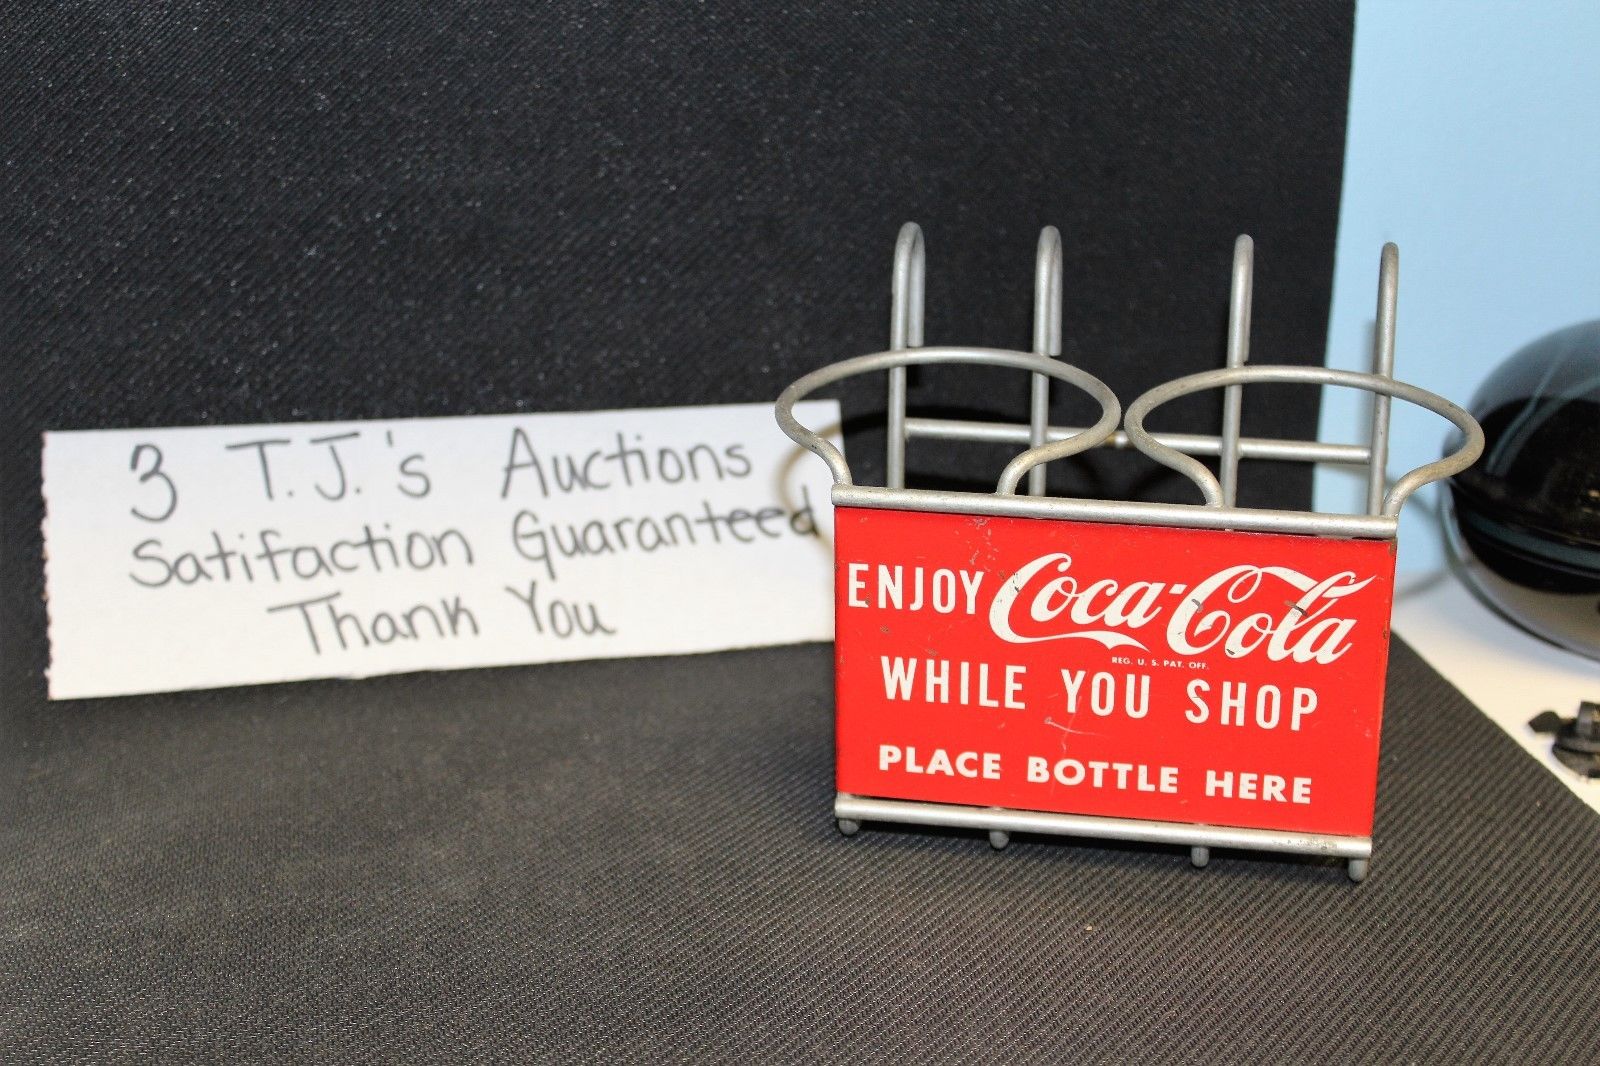 3 T.J.'s Auctions
Satifaction Guaranteed
Thank You
ENJOY Coca-Cola
REG. U. S. PAT. OFF.
WHILE YOU SHOP
PLACE BOTTLE HERE